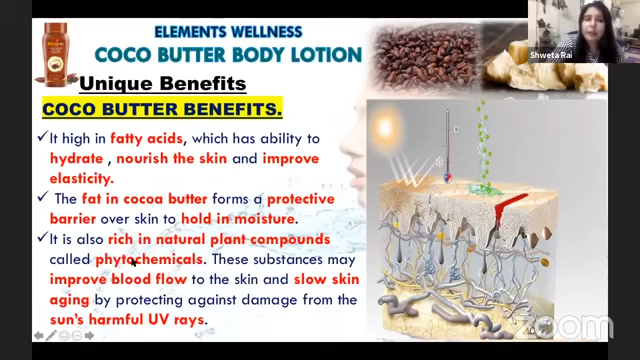 ELEMENTS WELLNESS
COCO BUTTER BODY LOTION
Shweta Rai
Unique Benefits
COCO BUTTER BENEFITS.
It high in fatty acids, which has ability to
hydrate , nourish the skin and improve
elasticity.
The fat in cocoa butter forms a protective
barrier over skin to hold in moisture.
It is also rich in natural plant compounds
called phytochemicals. These substances may
improve blood flow to the skin and slow skin
aging by protecting against damage from the
sun's harmful UV rays.
zoom